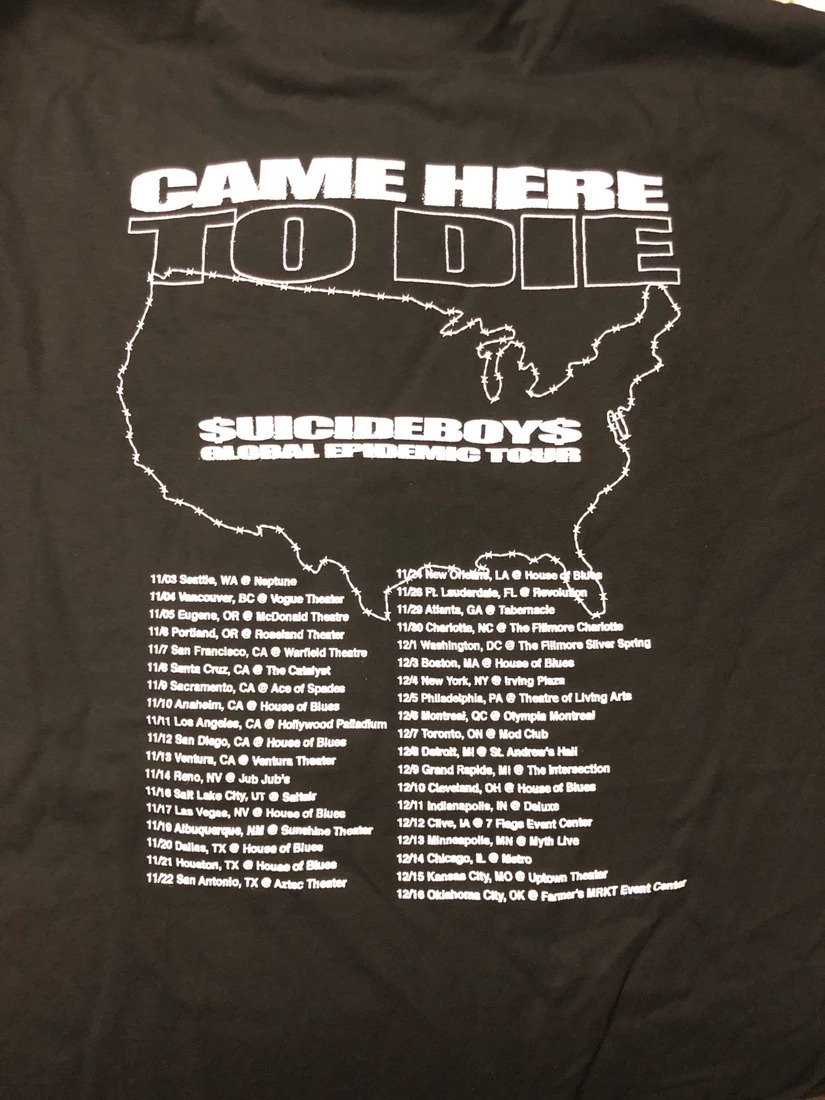 CAME HERE
TO DIE
$UICIDEBOY$
GLOBAL EPIDEMIC TOUR
11/03 Seattle, WA @ Neptune
11/04 Vancouver, BC @ Vogue Theater
11/05 Eugene, OR @ McDonald Theatre
11/6 Portland, OR @ Roseland Theater
11/7 San Francisco, CA @ Warfield Theatre
11/8 Santa Cruz, CA @ The Catalyst
11/9 Sacramento, CA @ Ace of Spades
11/10 Anaheim, CA @ House of Blues
11/11 Los Angeles, CA @ Hollywood Palladium
11/12 San Diego, CA @ House of Blues
11/13 Ventura, CA @ Ventura Theater
11/14 Reno, NV @ Jub Jub's
11/16 Salt Lake City, UT @ Saltair
11/17 Las Vegas, NV @ House of Blues
11/19 Albuquerque, NM @ Sunshine Theater
11/20 Dallas, TX @ House of Blues
11/21 Houston, TX @ House of Blues
11/22 San Antonio, TX @ Aztec Theater
11/24 New Orleans, LA @ House of Blues
11/26 Ft. Lauderdale, FL @ Revolution
11/29 Atlanta, GA @ Tabernacle
11/30 Charlotte, NC @ The Fillmore Charlotte
12/1 Washington, DC @ The Fillmore Silver Spring
12/3 Boston, MA @ House of Blues
12/4 New York, NY @ Irving Plaza
12/5 Philadelphia, PA @ Theatre of Living Arts
12/6 Montreal, QC @ Olympia Montreal
12/7 Toronto, ON @ Mod Club
12/8 Detroit, MI @ St. Andrew's Hall
12/9 Grand Rapids, MI @ The Intersection
12/10 Cleveland, OH @ House of Blues
12/11 Indianapolis, IN @ Deluxe
12/12 Clive, IA @ 7 Flags Event Center
12/13 Minneapolis, MN @ Myth Live
12/14 Chicago, IL @ Metro
12/15 Kansas City, MO @ Uptown Theater
12/16 Oklahoma City, OK @ Farmer's MRKT Event Center